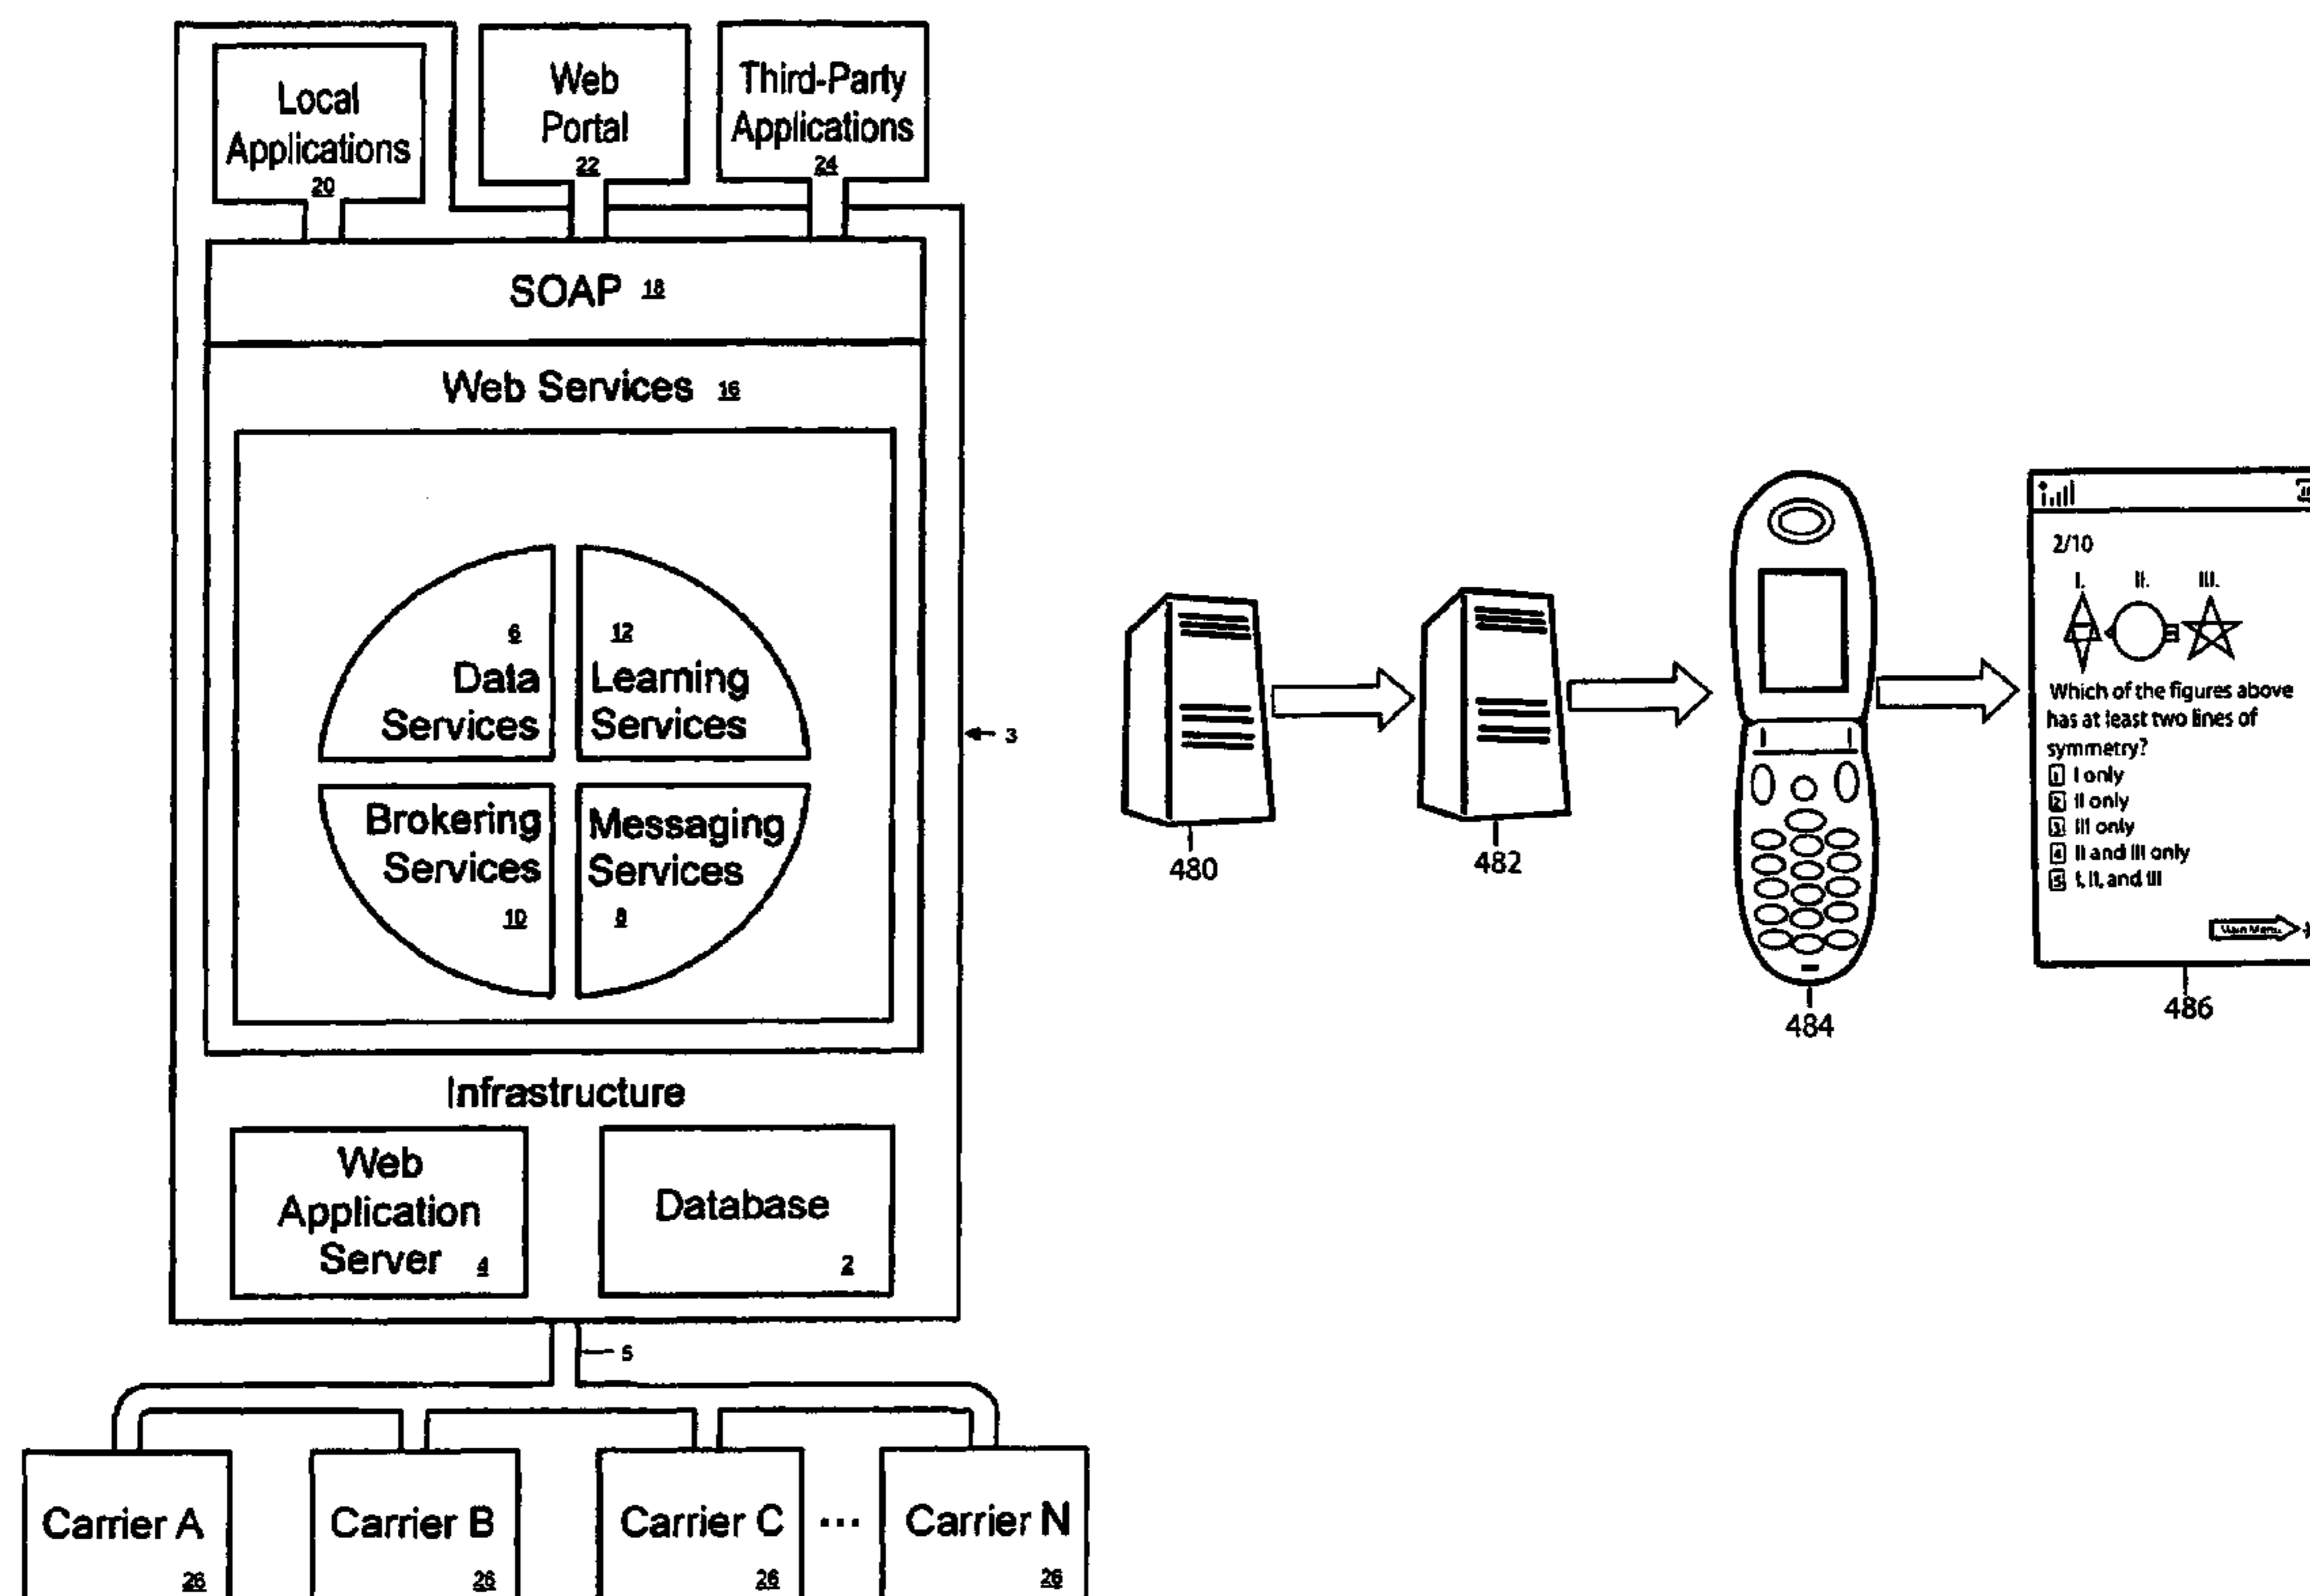 Local
Applications
20
Web
Portal
22
Third-Party
Applications
24
SOAP 18
Web Services 16
6
Data
Services
12
Learning
Services
Brokering
Services
10
Messaging
Services
8
3
Infrastructure
Web
Application
Server 4
Database
2
5
Carrier A
26
Carrier B
26
Carrier C
26
...
Carrier N
26
480
482
484
2/10
I. II. III.
Which of the figures above
has at least two lines of
symmetry?
1 I only
2 II only
3 III only
4 II and III only
5 I, II, and III
Main Menu
486